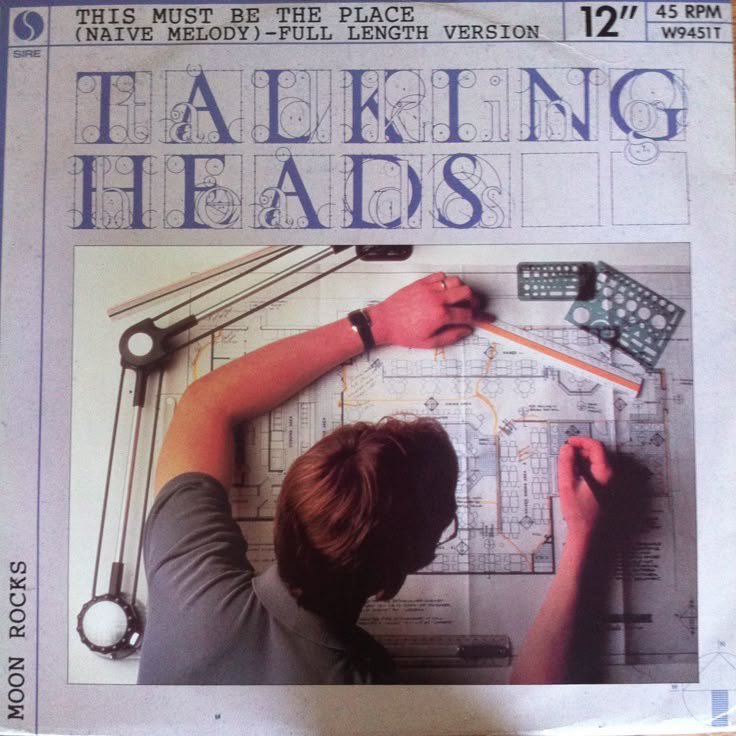 THIS MUST BE THE PLACE
(NAIVE MELODY)-FULL LENGTH VERSION
12"
45 RPM
W9451T
SIRE
TALKING
HEADS
MOON ROCKS